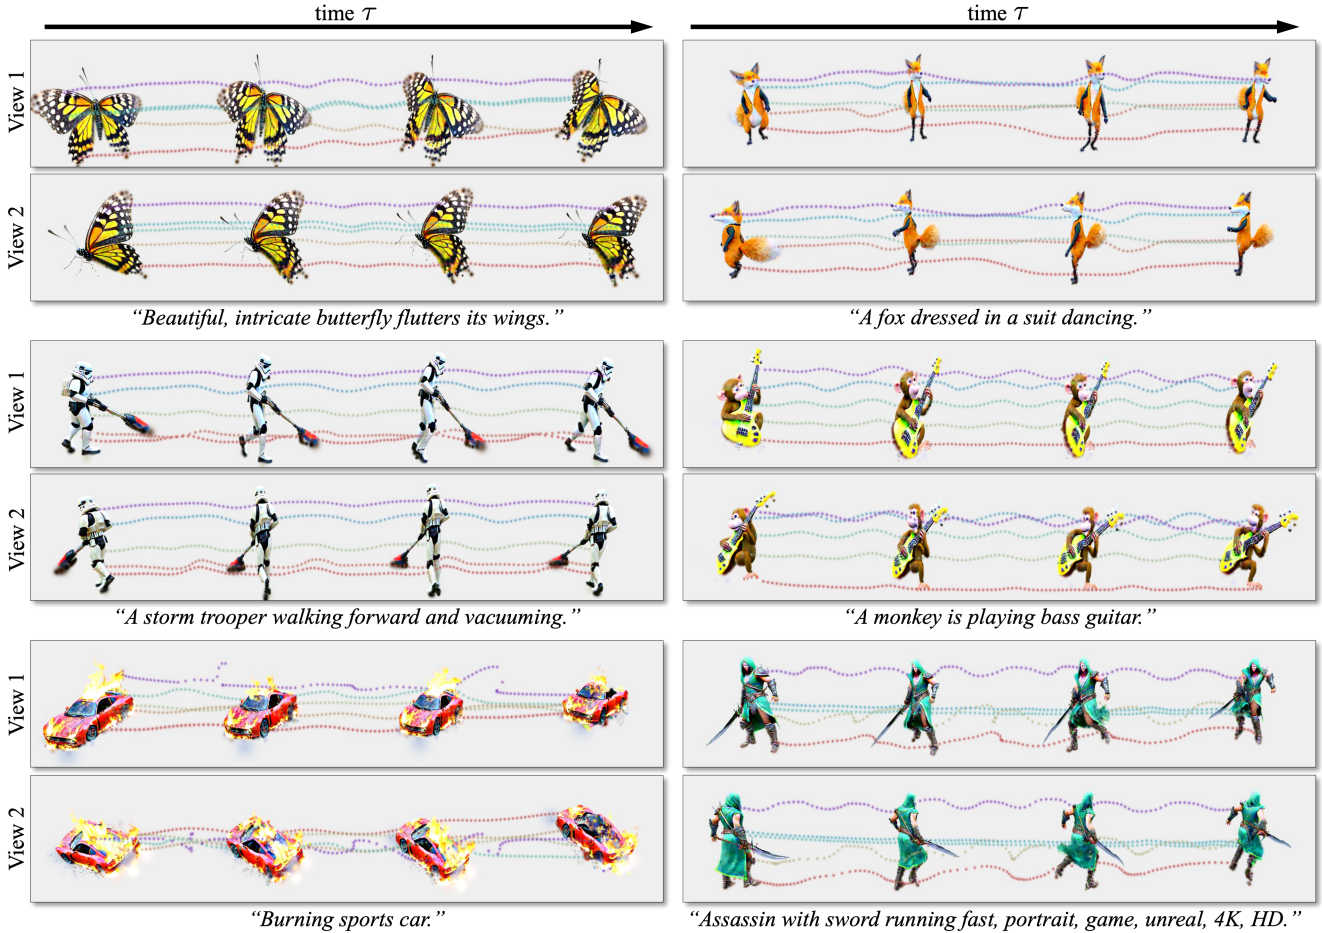 time τ
time τ
View 1
View 2
“Beautiful, intricate butterfly flutters its wings.”
“A fox dressed in a suit dancing.”
View 1
View 2
“A storm trooper walking forward and vacuuming.”
“A monkey is playing bass guitar.”
View 1
View 2
“Burning sports car.”
“Assassin with sword running fast, portrait, game, unreal, 4K, HD.”